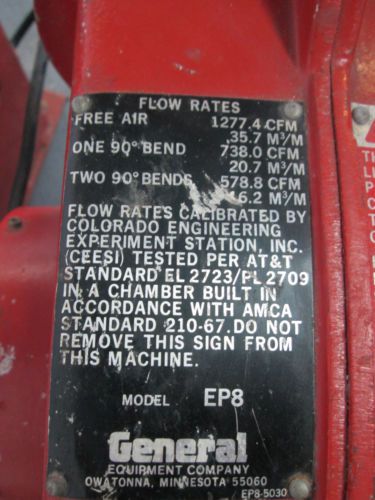 FLOW RATES
FREE AIR 1277.4 CFM
35.7 M³/M
ONE 90° BEND 738.0 CFM
20.7 M³/M
TWO 90° BENDS 578.8 CFM
6.2 M³/M
FLOW RATES CALIBRATED BY
COLORADO ENGINEERING
EXPERIMENT STATION, INC.
(CEESI) TESTED PER AT&T
STANDARD GL 2723/PL 2709
IN A CHAMBER BUILT IN
ACCORDANCE WITH AMCA
STANDARD 210-67. DO NOT
REMOVE THIS SIGN FROM
THIS MACHINE.
MODEL EP8
General
EQUIPMENT COMPANY
OWATONNA, MINNESOTA 55060
EP8-5030